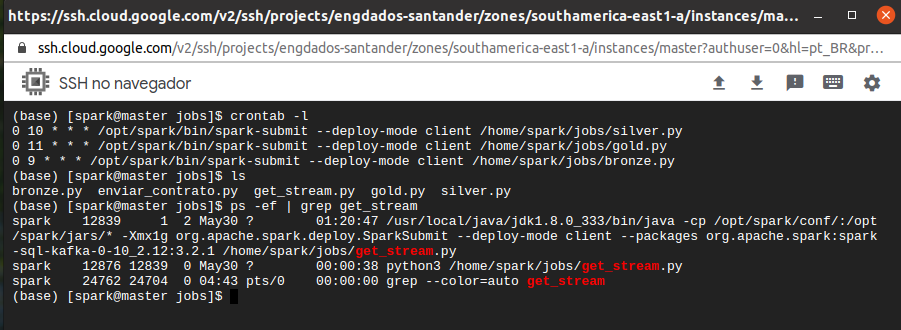 https://ssh.cloud.google.com/v2/ssh/projects/engdados-santander/zones/southamerica-east1-a/instances/ma...
ssh.cloud.google.com/v2/ssh/projects/engdados-santander/zones/southamerica-east1-a/instances/master?authuser=0&hl=pt_BR&pr...
SSH no navegador
(base) [spark@master jobs]$ crontab -l
0 10 * * * /opt/spark/bin/spark-submit --deploy-mode client /home/spark/jobs/silver.py
0 11 * * * /opt/spark/bin/spark-submit --deploy-mode client /home/spark/jobs/gold.py
0 9 * * * /opt/spark/bin/spark-submit --deploy-mode client /home/spark/jobs/bronze.py
(base) [spark@master jobs]$ ls
bronze.py  enviar_contrato.py  get_stream.py  gold.py  silver.py
(base) [spark@master jobs]$ ps -ef | grep get_stream
spark    12839     1  2 May30 ?        01:20:47 /usr/local/java/jdk1.8.0_333/bin/java -cp /opt/spark/conf/:/opt
/spark/jars/* -Xmx1g org.apache.spark.deploy.SparkSubmit --deploy-mode client --packages org.apache.spark:spark
-sql-kafka-0-10_2.12:3.2.1 /home/spark/jobs/get_stream.py
spark    12876 12839  0 May30 ?        00:00:38 python3 /home/spark/jobs/get_stream.py
spark    24762 24704  0 04:43 pts/0    00:00:00 grep --color=auto get_stream
(base) [spark@master jobs]$